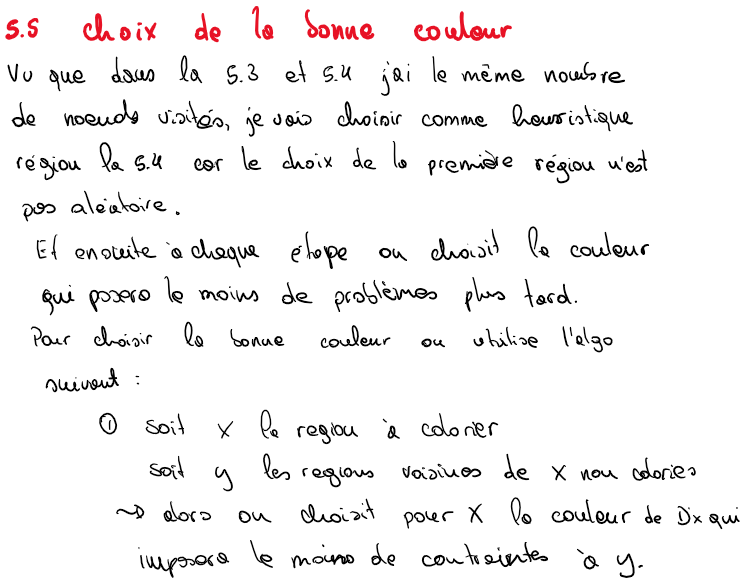 5.5 choix de la bonne couleur
Vu que dans la 5.3 et 5.4 j'ai le même nombre
de noeuds visités, je vais choisir comme heuristique
région la 5.4 car le choix de la première région n'est
pas aléatoire.
Et ensuite à chaque étape on choisit la couleur
qui posera le moins de problèmes plus tard.
Pour choisir la bonne couleur on utilise l'algo
suivant :
① soit x la region à colorier
soit y les regions voisines de x non colories
~> alors on choisit pour X la couleur de Dx qui
imposera le moins de contraintes à y.